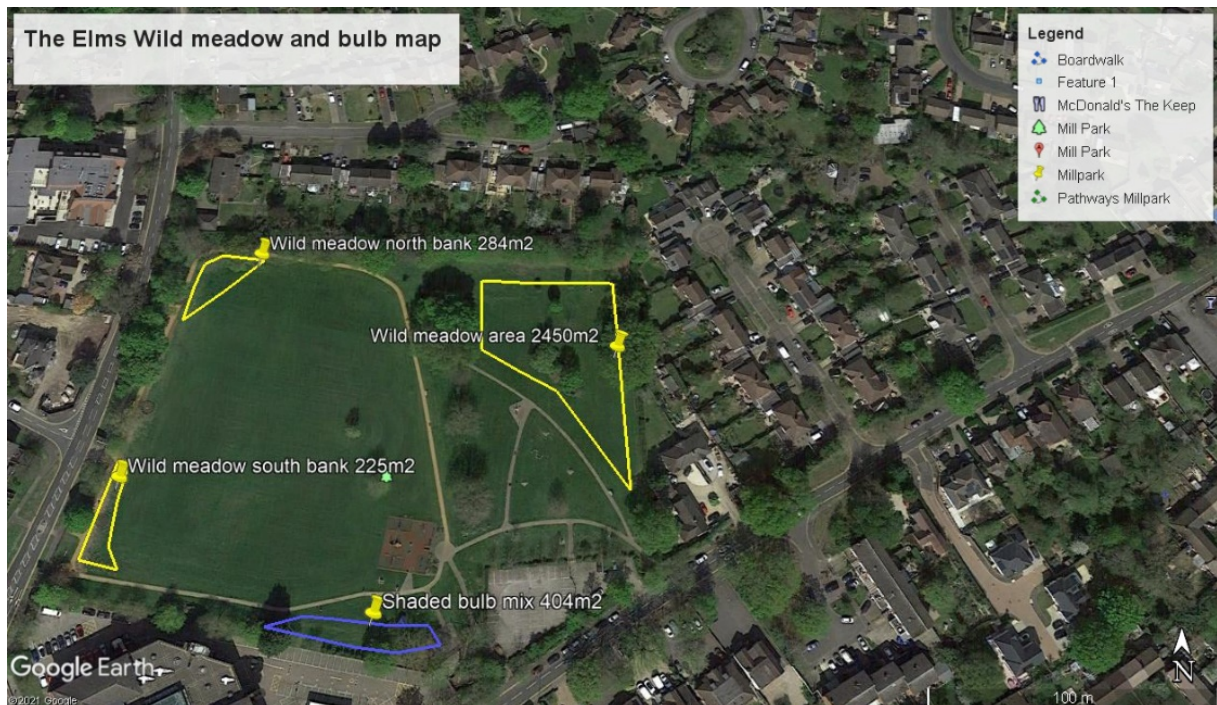 The Elms Wild meadow and bulb map
Legend
Boardwalk
Feature 1
McDonald's The Keep
Mill Park
Mill Park
Millpark
Pathways Millpark
Wild meadow north bank 284m2
Wild meadow area 2450m2
Wild meadow south bank 225m2
Shaded bulb mix 404m2
Google Earth
©2021 Google
N
100 m